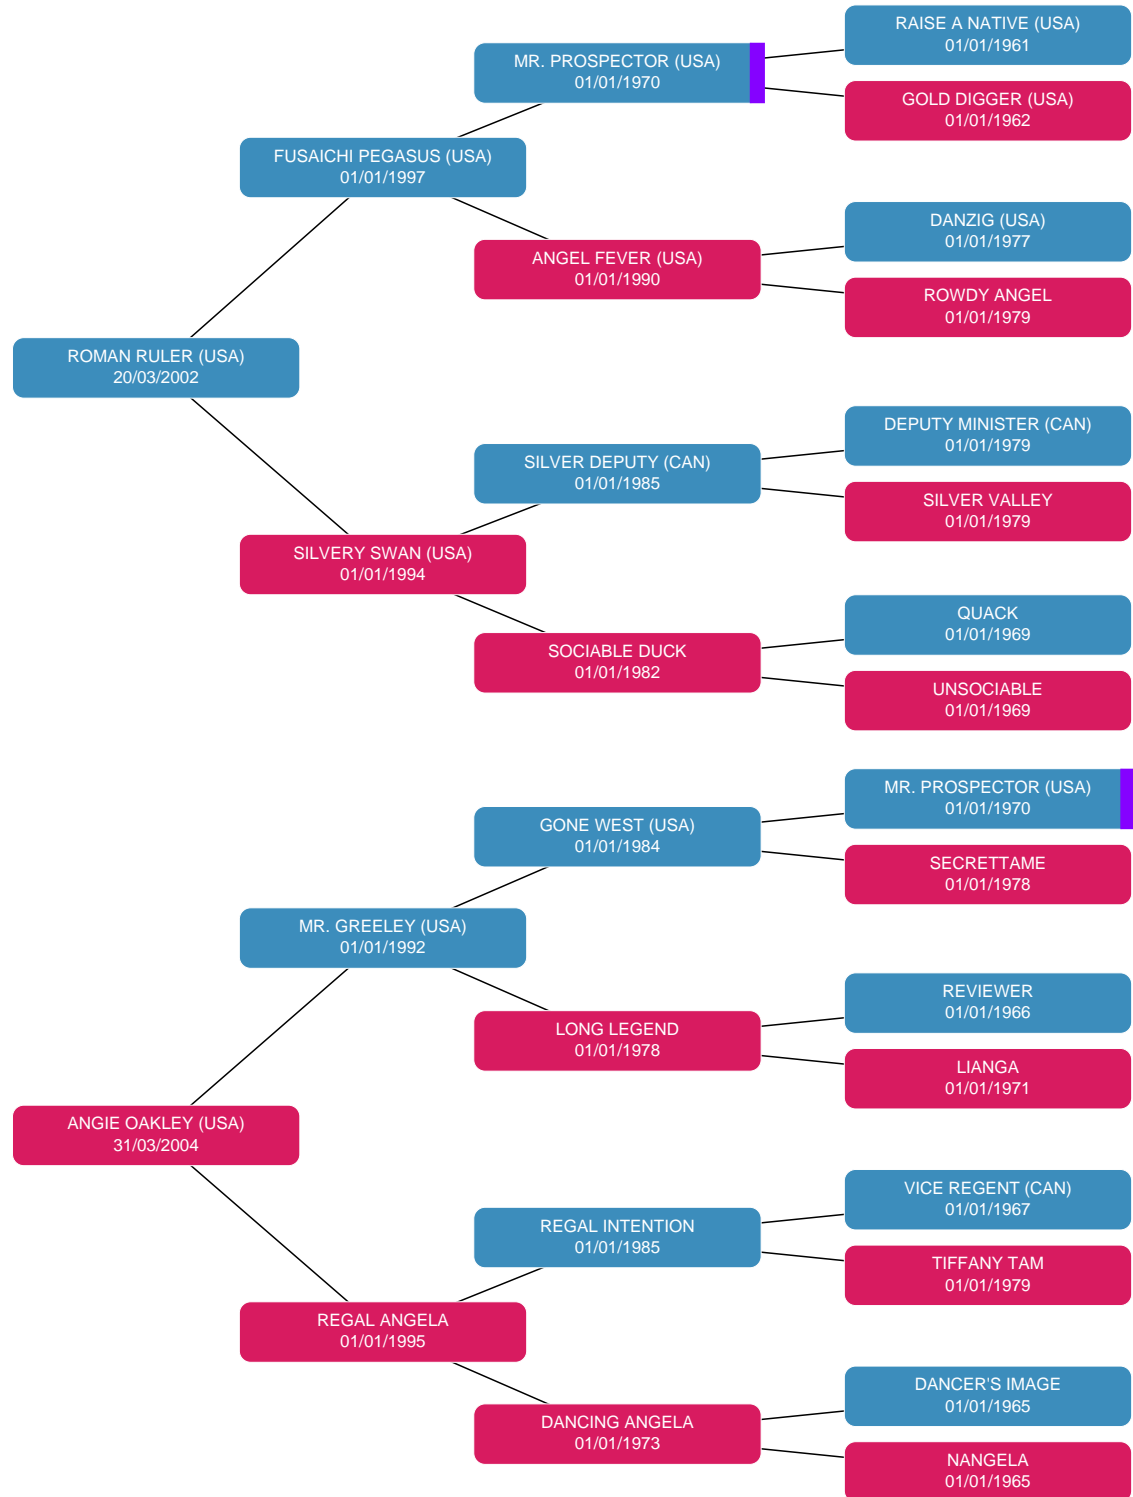 RAISE A NATIVE (USA)
01/01/1961
MR. PROSPECTOR (USA)
01/01/1970
GOLD DIGGER (USA)
01/01/1962
FUSAICHI PEGASUS (USA)
01/01/1997
DANZIG (USA)
01/01/1977
ANGEL FEVER (USA)
01/01/1990
ROWDY ANGEL
01/01/1979
ROMAN RULER (USA)
20/03/2002
DEPUTY MINISTER (CAN)
01/01/1979
SILVER DEPUTY (CAN)
01/01/1985
SILVER VALLEY
01/01/1979
SILVERY SWAN (USA)
01/01/1994
QUACK
01/01/1969
SOCIABLE DUCK
01/01/1982
UNSOCIABLE
01/01/1969
MR. PROSPECTOR (USA)
01/01/1970
GONE WEST (USA)
01/01/1984
SECRETTAME
01/01/1978
MR. GREELEY (USA)
01/01/1992
REVIEWER
01/01/1966
LONG LEGEND
01/01/1978
LIANGA
01/01/1971
ANGIE OAKLEY (USA)
31/03/2004
VICE REGENT (CAN)
01/01/1967
REGAL INTENTION
01/01/1985
TIFFANY TAM
01/01/1979
REGAL ANGELA
01/01/1995
DANCER'S IMAGE
01/01/1965
DANCING ANGELA
01/01/1973
NANGELA
01/01/1965